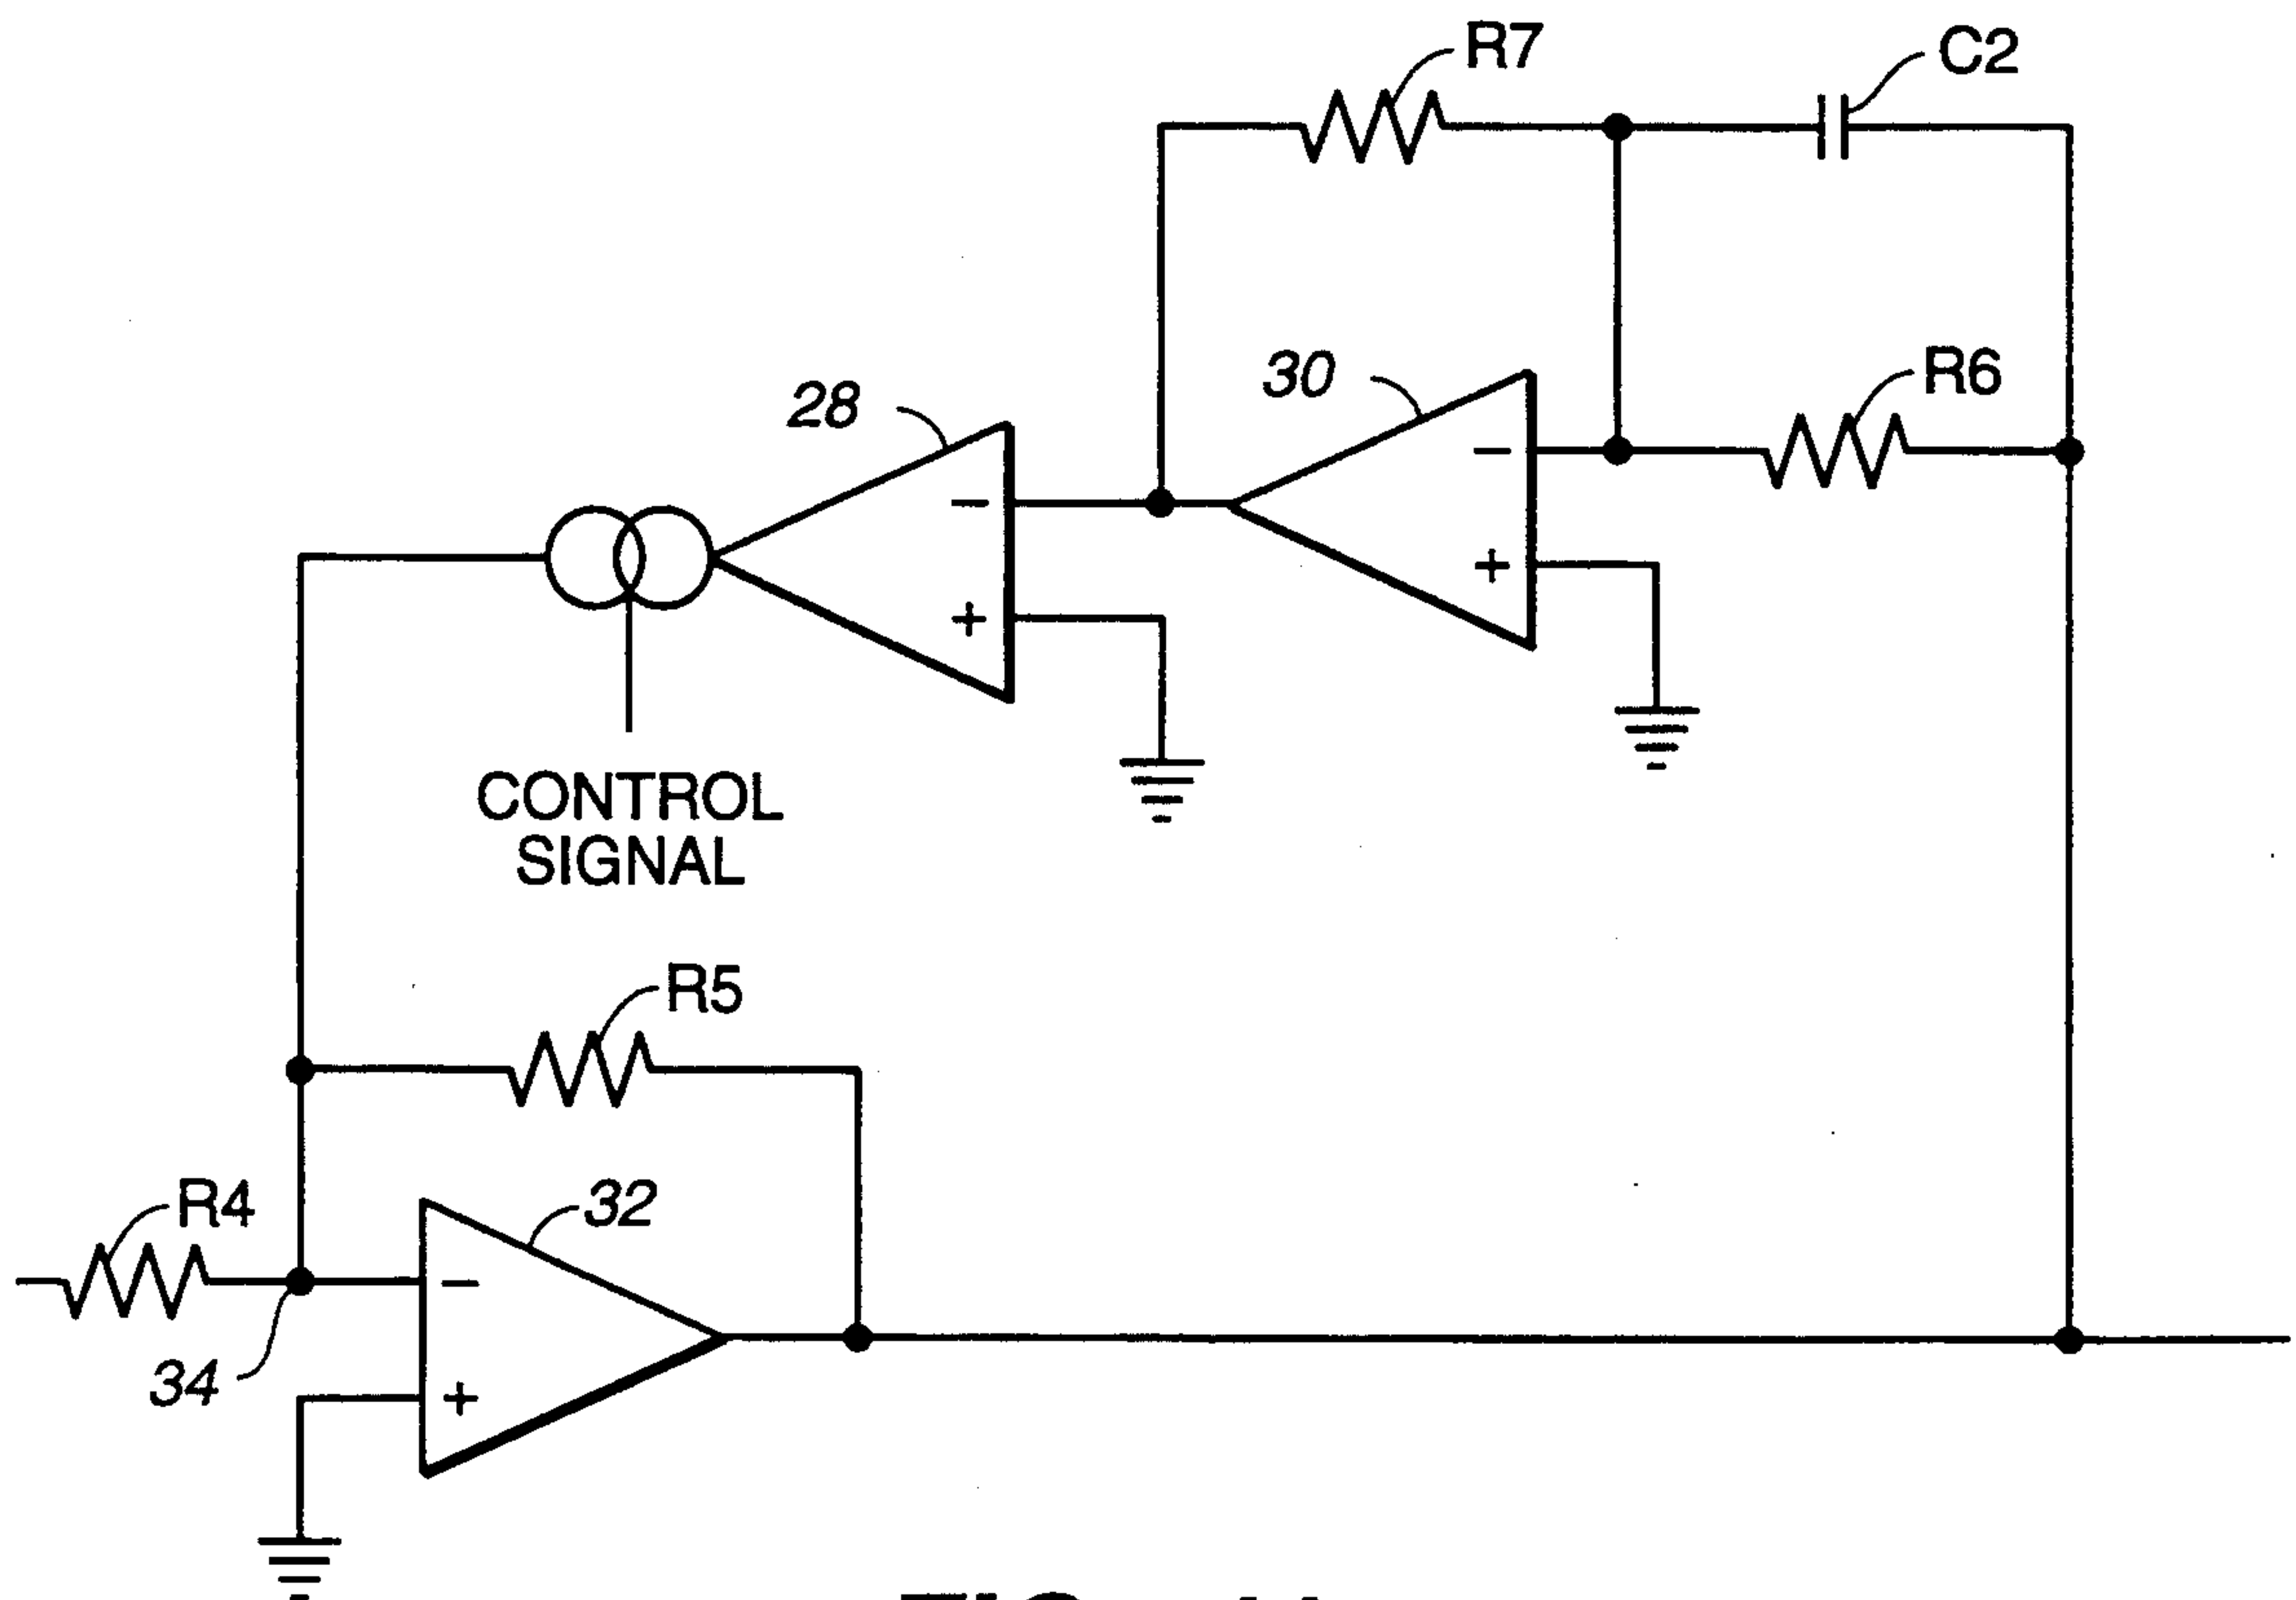 R7
C2
30
R6
28
−
−
+
+
CONTROL
SIGNAL
R5
R4
32
−
34
+